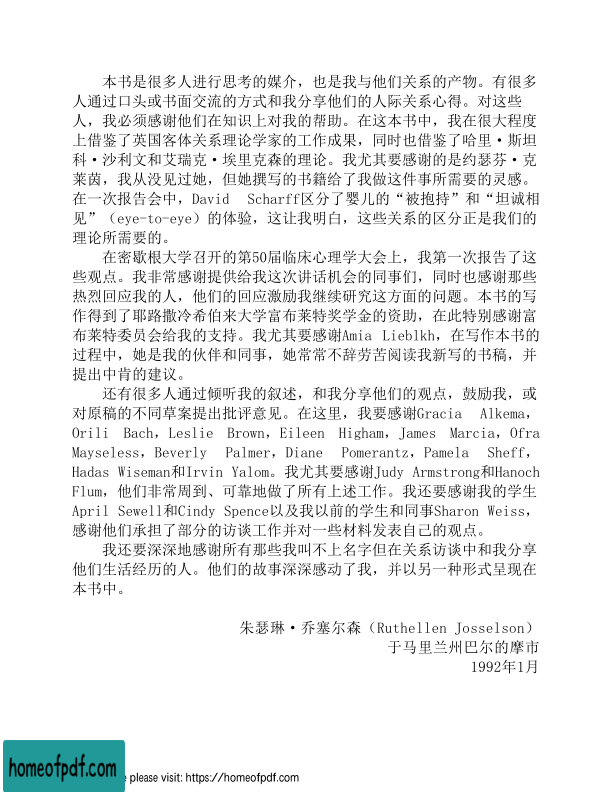 本书是很多人进行思考的媒介，也是我与他们关系的产物。有很多
人通过口头或书面交流的方式和我分享他们的人际关系心得。对这些
人，我必须感谢他们在知识上对我的帮助。在这本书中，我在很大程度
上借鉴了英国客体关系理论学家的工作成果，同时也借鉴了哈里·斯坦
科·沙利文和艾瑞克·埃里克森的理论。我尤其要感谢的是约瑟芬·克
莱茵，我从没见过她，但她撰写的书籍给了我做这件事所需要的灵感。
在一次报告会中，David Scharff区分了婴儿的“被抱持”和“坦诚相
见”（eye-to-eye）的体验，这让我明白，这些关系的区分正是我们的
理论所需要的。
在密歇根大学召开的第50届临床心理学大会上，我第一次报告了这
些观点。我非常感谢提供给我这次讲话机会的同事们，同时也感谢那些
热烈回应我的人，他们的回应激励我继续研究这方面的问题。本书的写
作得到了耶路撒冷希伯来大学富布莱特奖学金的资助，在此特别感谢富
布莱特委员会给我的支持。我尤其要感谢Amia Lieblkh，在写作本书的
过程中，她是我的伙伴和同事，她常常不辞劳苦阅读我新写的书稿，并
提出中肯的建议。
还有很多人通过倾听我的叙述，和我分享他们的观点，鼓励我，或
对原稿的不同草案提出批评意见。在这里，我要感谢Gracia Alkema，
Orili Bach，Leslie Brown，Eileen Higham，James Marcia，Ofra
Mayseless，Beverly Palmer，Diane Pomerantz，Pamela Sheff，
Hadas Wiseman和Irvin Yalom。我尤其要感谢Judy Armstrong和Hanoch
Flum，他们非常周到、可靠地做了所有上述工作。我还要感谢我的学生
April Sewell和Cindy Spence以及我以前的学生和同事Sharon Weiss，
感谢他们承担了部分的访谈工作并对一些材料发表自己的观点。
我还要深深地感谢所有那些我叫不上名字但在关系访谈中和我分享
他们生活经历的人。他们的故事深深感动了我，并以另一种形式呈现在
本书中。
朱瑟琳·乔塞尔森（Ruthellen Josselson）
于马里兰州巴尔的摩市
1992年1月
homeofpdf.com
e please visit: https://homeofpdf.com